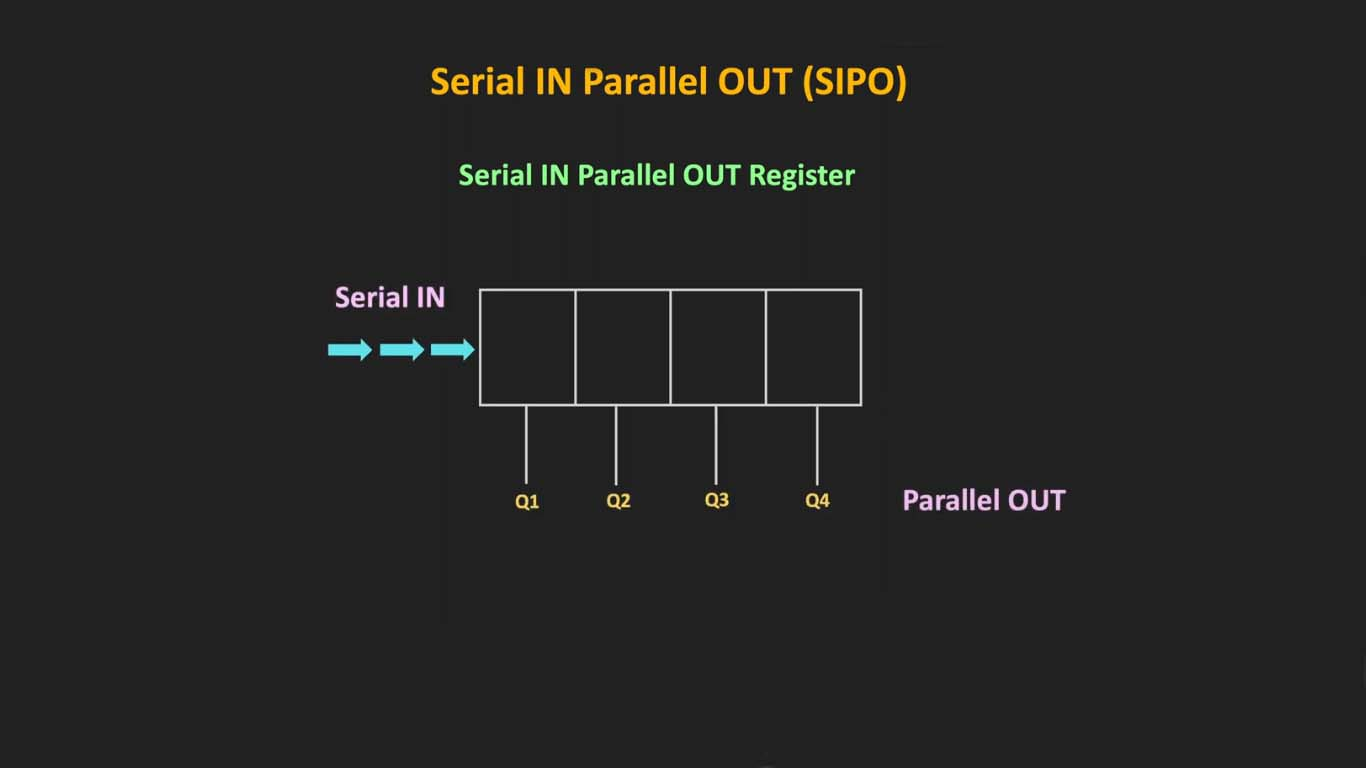 Serial IN Parallel OUT (SIPO)
Serial IN Parallel OUT Register
Serial IN
Q1 Q2 Q3 Q4
Parallel OUT